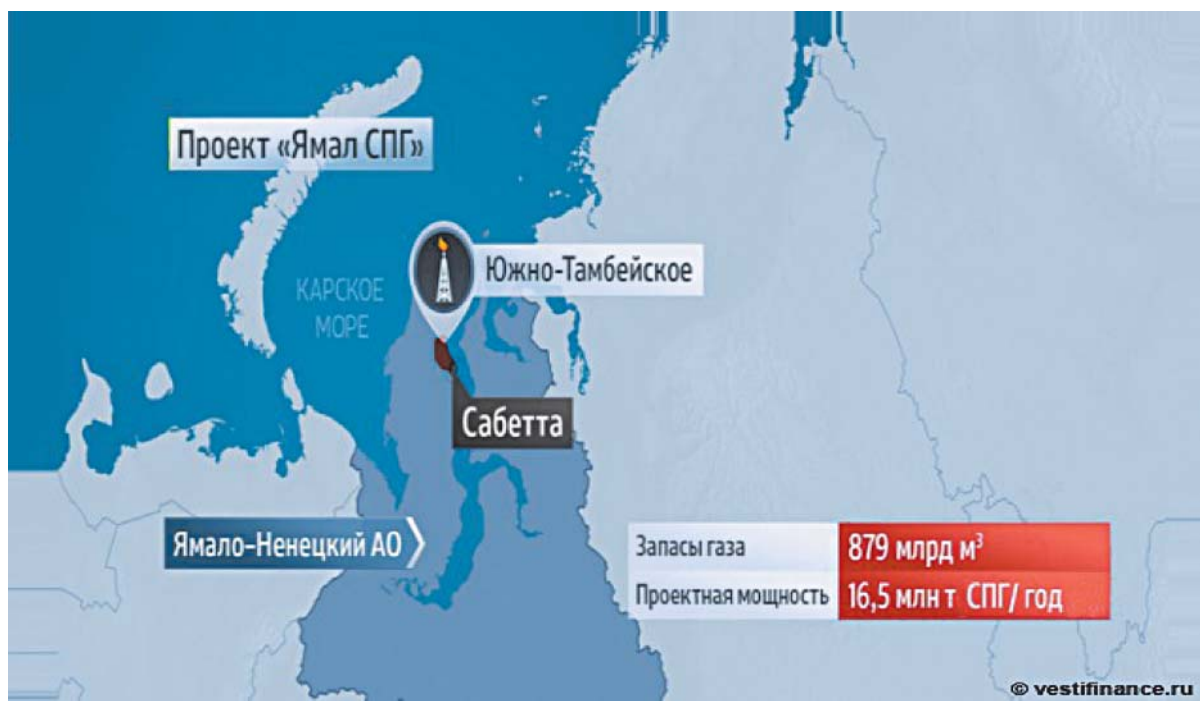 Проект «Ямал СПГ»
Южно-Тамбейское
КАРСКОЕ
МОРЕ
Сабетта
Ямало-Ненецкий АО
Запасы газа 879 млрд м³
Проектная мощность 16,5 млн т СПГ/ год
© vestifinance.ru